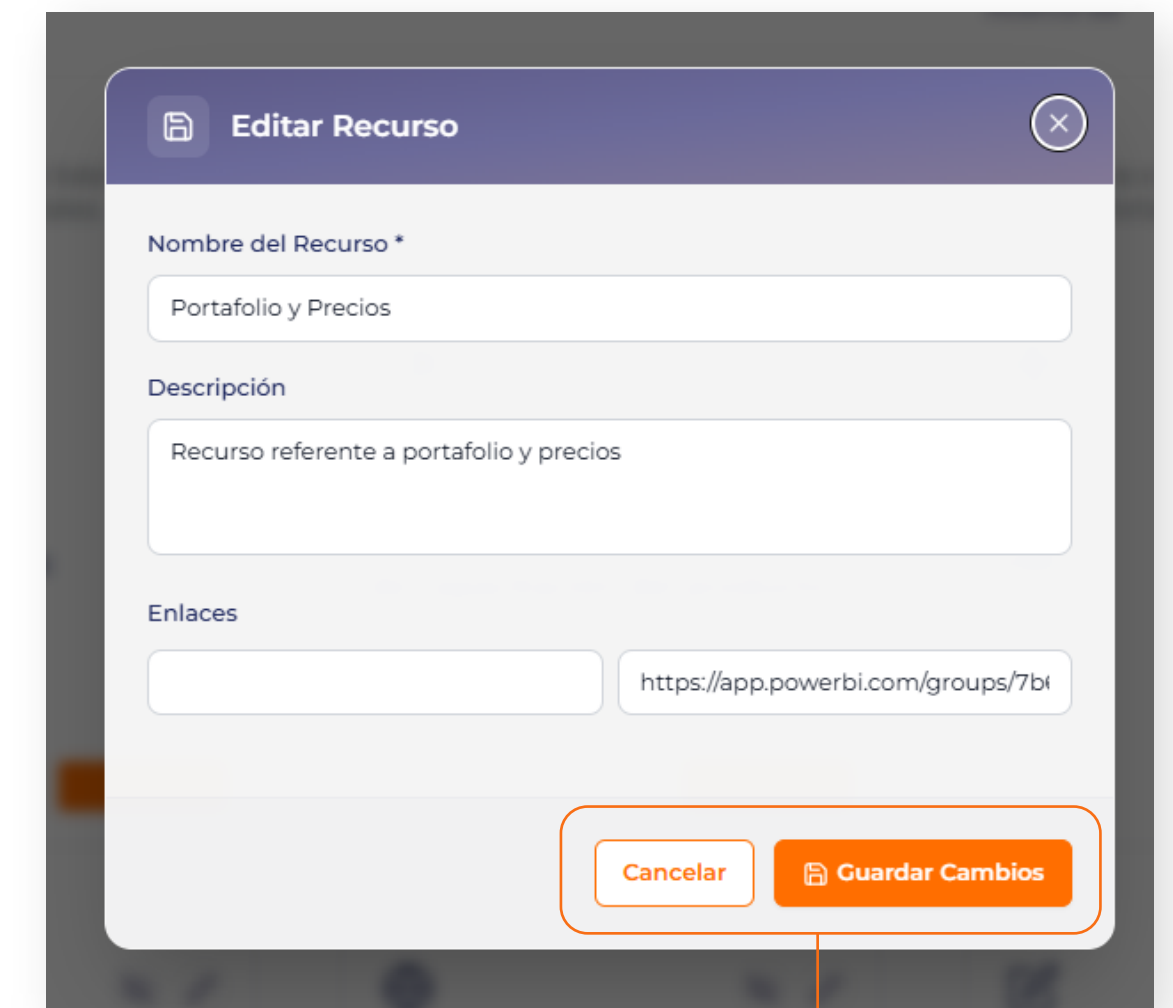 Editar Recurso
Nombre del Recurso *
Portafolio y Precios
Descripción
Recurso referente a portafolio y precios
Enlaces
https://app.powerbi.com/groups/7b
Cancelar
Guardar Cambios